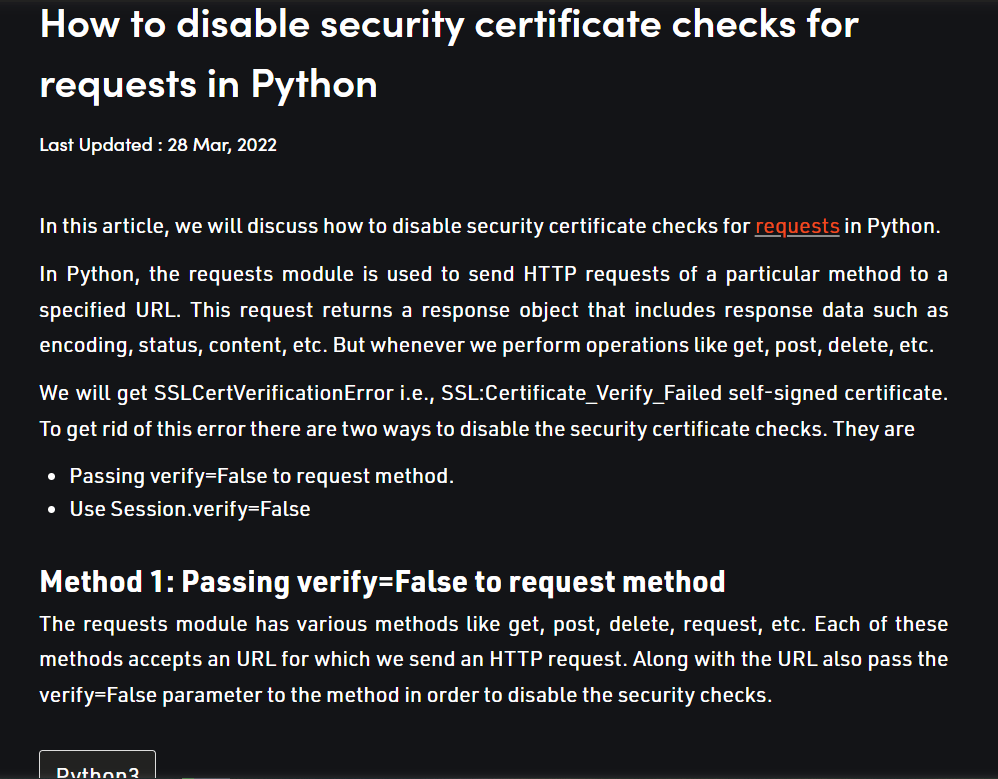 How to disable security certificate checks for
requests in Python
Last Updated : 28 Mar, 2022
In this article, we will discuss how to disable security certificate checks for requests in Python.
In Python, the requests module is used to send HTTP requests of a particular method to a
specified URL. This request returns a response object that includes response data such as
encoding, status, content, etc. But whenever we perform operations like get, post, delete, etc.
We will get SSLCertVerificationError i.e., SSL:Certificate_Verify_Failed self-signed certificate.
To get rid of this error there are two ways to disable the security certificate checks. They are
• Passing verify=False to request method.
• Use Session.verify=False
Method 1: Passing verify=False to request method
The requests module has various methods like get, post, delete, request, etc. Each of these
methods accepts an URL for which we send an HTTP request. Along with the URL also pass the
verify=False parameter to the method in order to disable the security checks.
Python3